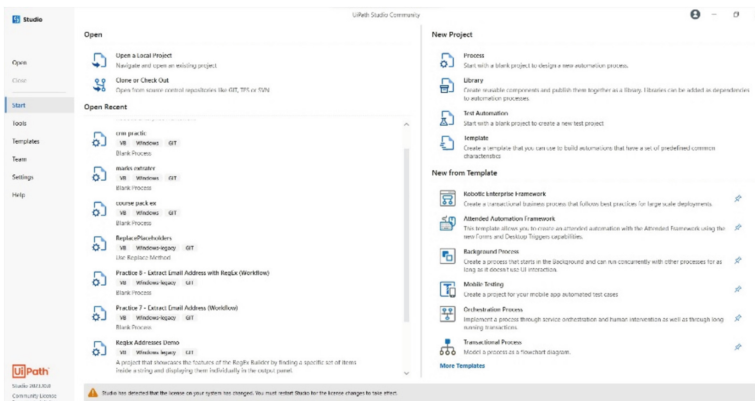 Studio
UiPath Studio Community
Open
Close
Start
Tools
Templates
Team
Settings
Help
Open
Open a Local Project
Navigate and open an existing project
Clone or Check Out
Open from source control repositories like GIT, TFS or SVN
Open Recent
VB Windows GIT
Blank Process
marks extrater
VB Windows GIT
Blank Process
course pack ex
VB Windows GIT
Blank Process
ReplacePlaceholders
VB Windows-legacy GIT
Use Replace Method
Practice 8 - Extract Email Address with RegEx (Workflow)
VB Windows-legacy GIT
Blank Process
Practice 7 - Extract Email Address (Workflow)
VB Windows-legacy GIT
Blank Process
RegEx Addresses Demo
VB Windows-legacy GIT
A project that showcases the features of the RegEx Builder by finding a specific set of items
inside a string and displaying them individually in the output panel.
New Project
Process
Start with a blank project to design a new automation process.
Library
Create reusable components and publish them together as a library. Libraries can be added as dependencies
to automation processes.
Test Automation
Start with a blank project to create a new test project
Template
Create a template that you can use to build automations that have a set of predefined common
characteristics
New from Template
Robotic Enterprise Framework
Create a transactional business process that follows best practices for large scale deployments.
Attended Automation Framework
This template allows you to create an attended automation with the Attended Framework using the
new Forms and Desktop Triggers capabilities.
Background Process
Create a process that starts in the Background and can run concurrently with other processes for as
long as it doesn't use UI interaction.
Mobile Testing
Create a project for your mobile app automated test cases
Orchestration Process
Implement a process through service orchestration and human intervention as well as through long
running transactions.
Transactional Process
Model a process as a flowchart diagram.
More Templates
UiPath
Community License
Studio has detected that the license on your system has changed. You must restart Studio for the license changes to take effect.